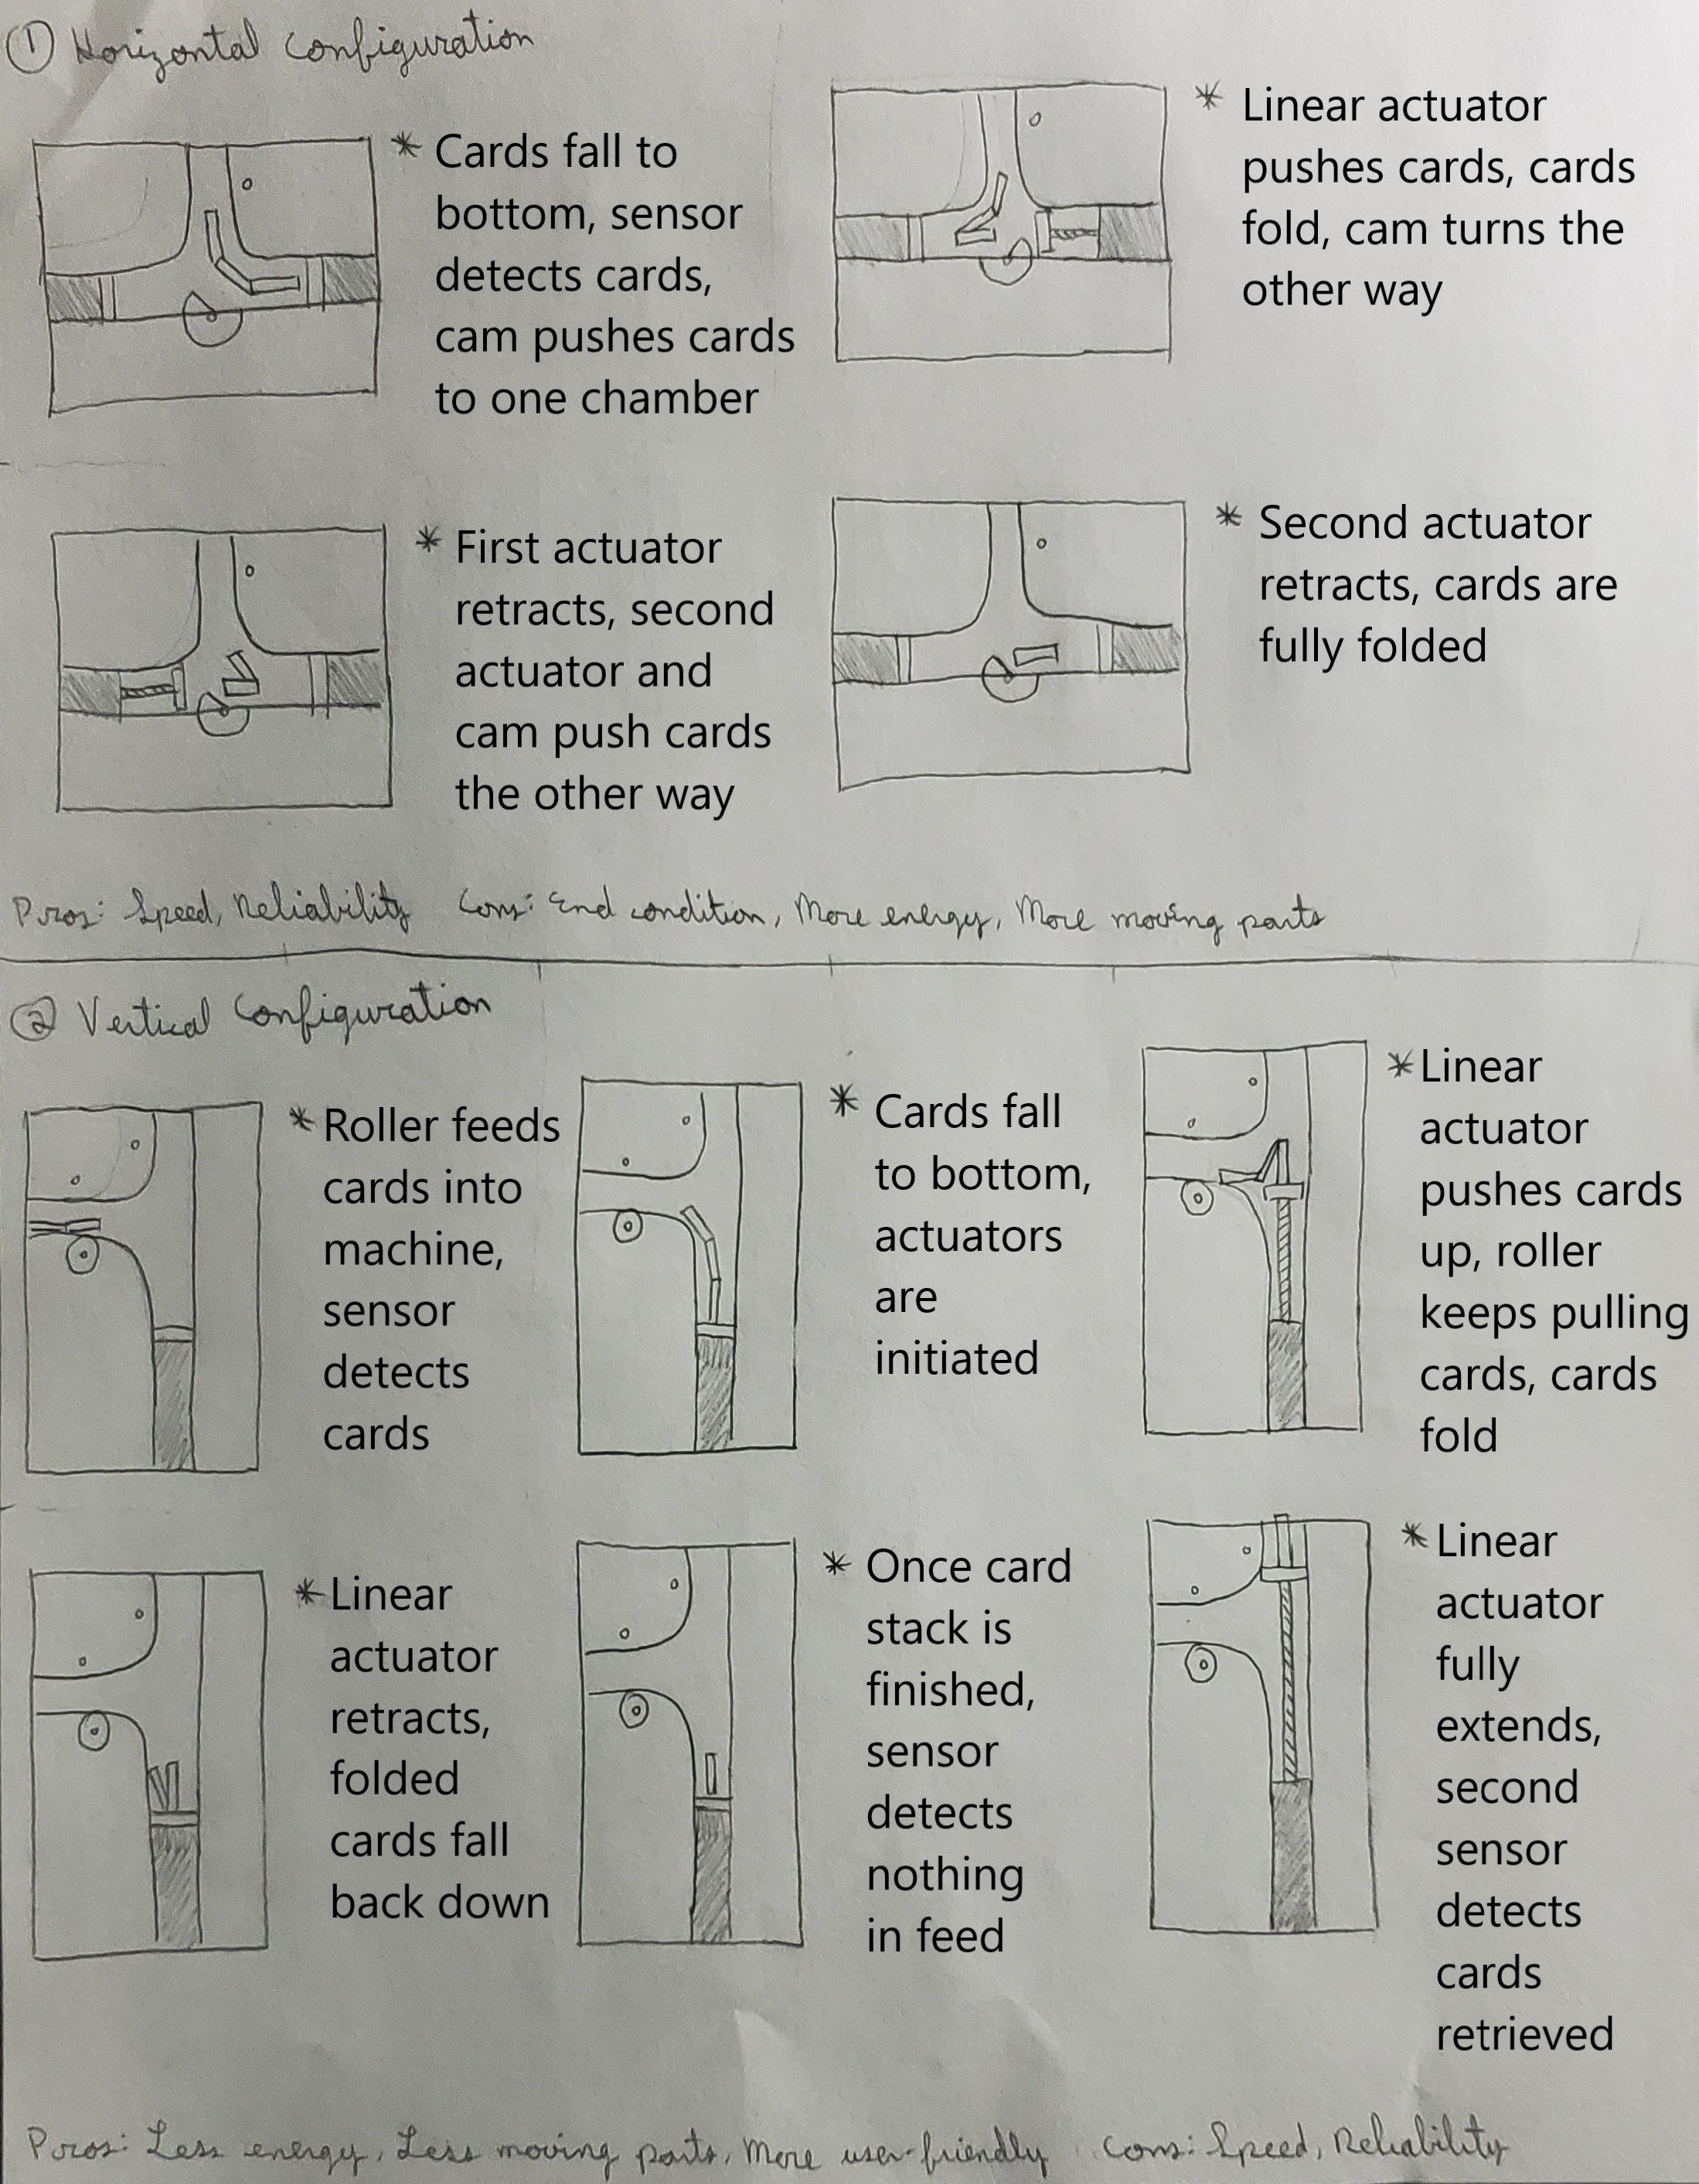 ① Horizontal Configuration
* Cards fall to
bottom, sensor
detects cards,
cam pushes cards
to one chamber
* Linear actuator
pushes cards, cards
fold, cam turns the
other way
* First actuator
retracts, second
actuator and
cam push cards
the other way
* Second actuator
retracts, cards are
fully folded
Pros: Speed, Reliability Cons: End condition, More energy, More moving parts
② Vertical Configuration
* Roller feeds
cards into
machine,
sensor
detects
cards
* Cards fall
to bottom,
actuators
are
initiated
* Linear
actuator
pushes cards
up, roller
keeps pulling
cards, cards
fold
* Linear
actuator
retracts,
folded
cards fall
back down
* Once card
stack is
finished,
sensor
detects
nothing
in feed
* Linear
actuator
fully
extends,
second
sensor
detects
cards
retrieved
Pros: Less energy, Less moving parts, More user-friendly Cons: Speed, Reliability